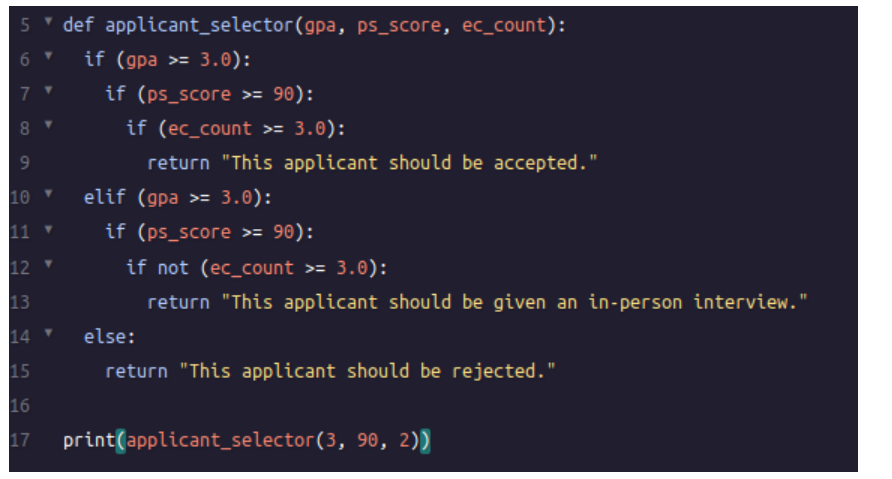 5 def applicant_selector(gpa, ps_score, ec_count):
6   if (gpa >= 3.0):
7     if (ps_score >= 90):
8       if (ec_count >= 3.0):
9         return "This applicant should be accepted."
10   elif (gpa >= 3.0):
11     if (ps_score >= 90):
12       if not (ec_count >= 3.0):
13         return "This applicant should be given an in-person interview."
14   else:
15     return "This applicant should be rejected."
16
17 print(applicant_selector(3, 90, 2))